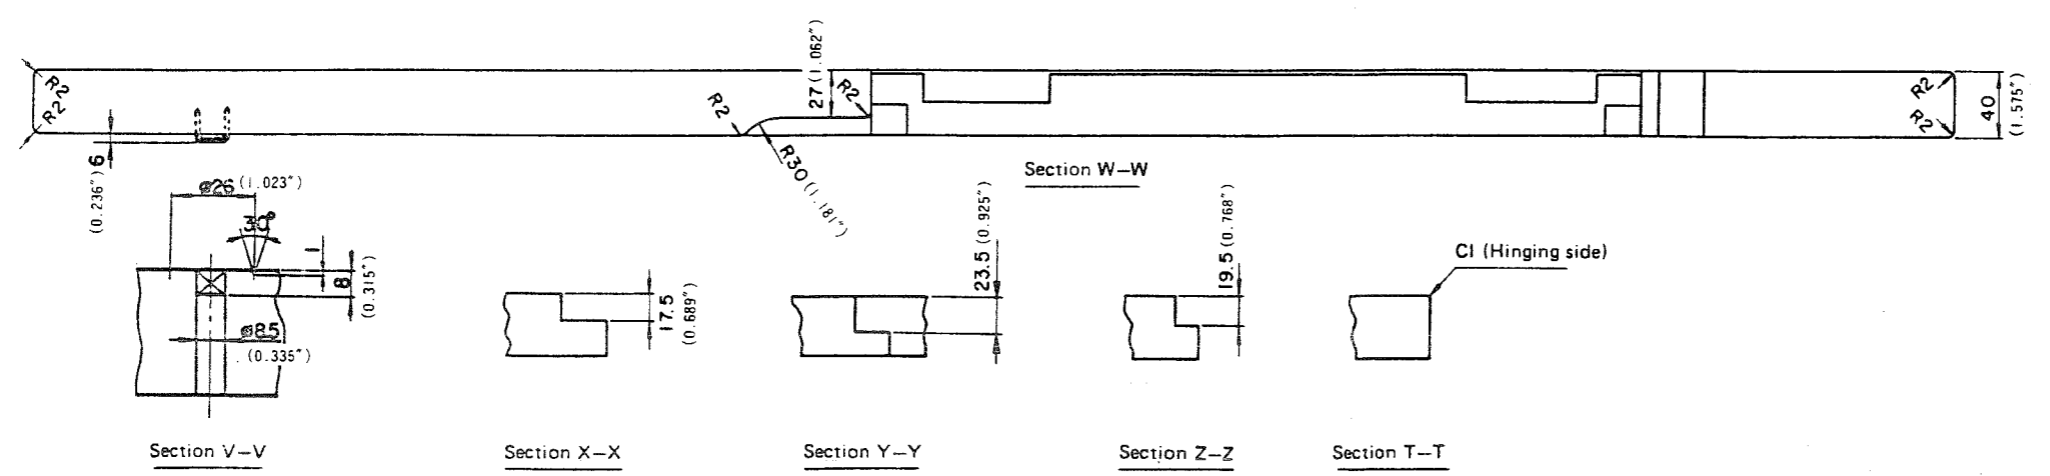 R2
R2
6
(0.236")
R2
27 (1.062")
R2
R30 (1.181")
R2
R2
40
(1.575")
Section W–W
ø26 (1.023")
30°
1
8
(0.315")
ø8.5
(0.335")
17.5
(0.689")
23.5 (0.925")
19.5 (0.768")
C1 (Hinging side)
Section V–V
Section X–X
Section Y–Y
Section Z–Z
Section T–T